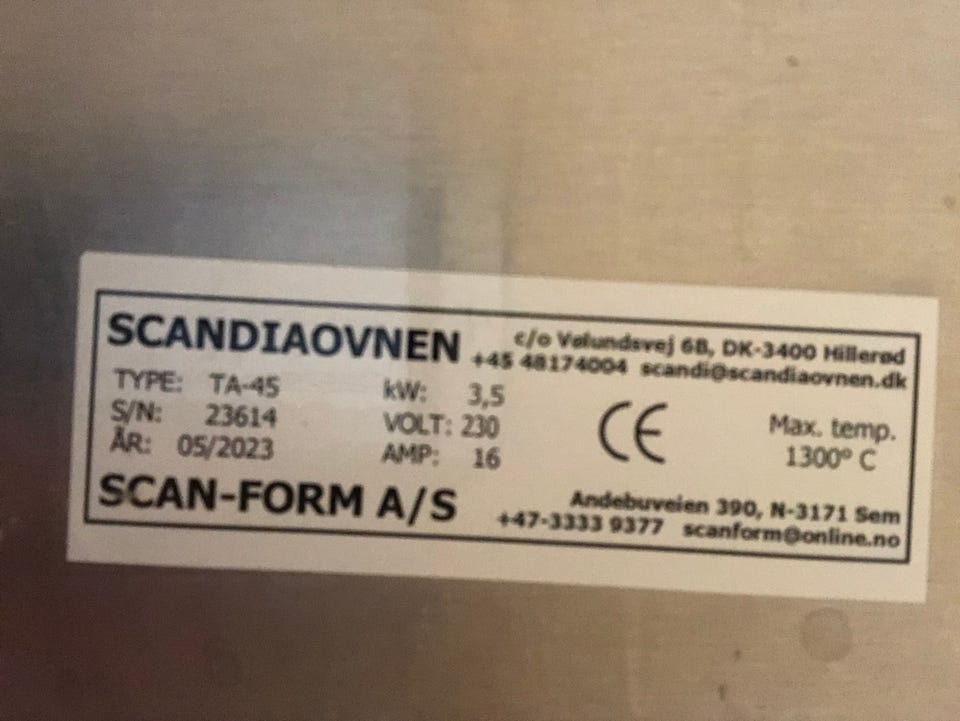 SCANDIAOVNEN c/o Vølundsvej 6B, DK-3400 Hillerød
+45 48174004 scandi@scandiaovnen.dk
TYPE: TA-45 kW: 3,5
S/N: 23614 VOLT: 230 CE Max. temp.
ÅR: 05/2023 AMP: 16 1300° C
SCAN-FORM A/S Andebuveien 390, N-3171 Sem
+47-3333 9377 scanform@online.no